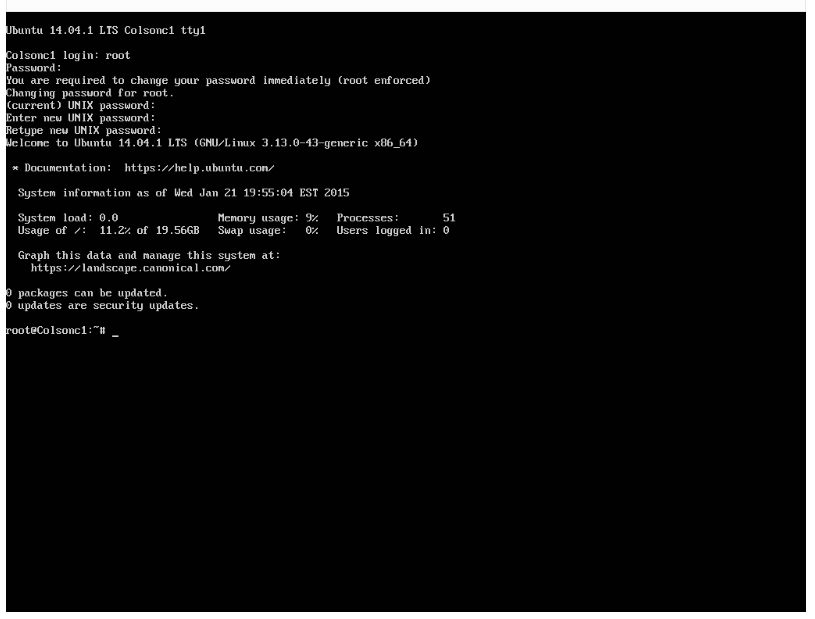 Ubuntu 14.04.1 LTS Colsonc1 tty1
Colsonc1 login: root
Password:
You are required to change your password immediately (root enforced)
Changing password for root.
(current) UNIX password:
Enter new UNIX password:
Retype new UNIX password:
Welcome to Ubuntu 14.04.1 LTS (GNU/Linux 3.13.0-43-generic x86_64)
* Documentation:  https://help.ubuntu.com/
System information as of Wed Jan 21 19:55:04 EST 2015
System load: 0.0 Memory usage: 9% Processes: 51
Usage of /: 11.2% of 19.56GB Swap usage: 0% Users logged in: 0
Graph this data and manage this system at:
https://landscape.canonical.com/
0 packages can be updated.
0 updates are security updates.
root@Colsonc1:~# _